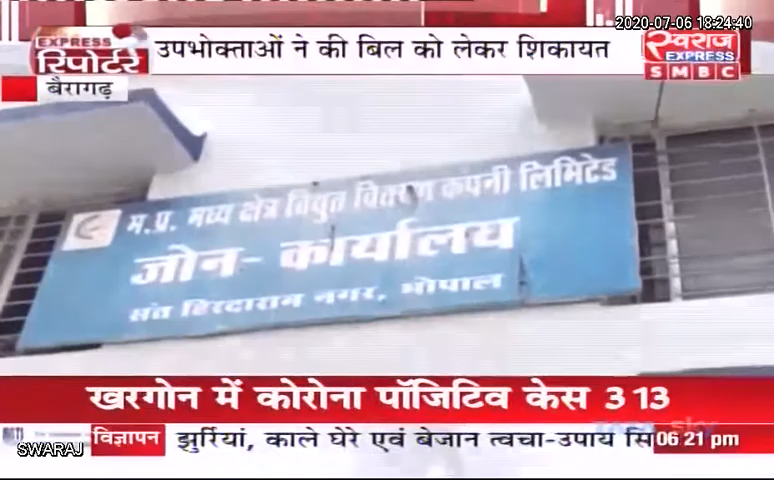 2020-07-06 18:24:40
EXPRESS
रिपोर्टर
उपभोक्ताओं ने की बिल को लेकर शिकायत
स्वराज
EXPRESS
SMBC
बैरागढ़
म.प्र. मध्य क्षेत्र विद्युत वितरण कंपनी लिमिटेड
जोन- कार्यालय
संत हिरदाराम नगर, भोपाल
खरगोन में कोरोना पॉजिटिव केस 313
विज्ञापन
झुर्रियां, काले घेरे एवं बेजान त्वचा-उपाय सि
06 21 pm
SWARAJ